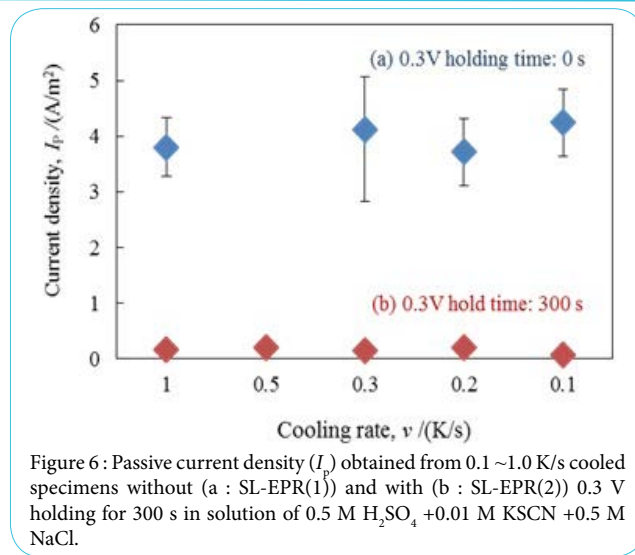 6
(a) 0.3V holding time: 0 s
5
4
3
2
(b) 0.3V hold time: 300 s
1
0
Current density, Iₚ /(A/m²)
1 0.5 0.3 0.2 0.1
Cooling rate, v /(K/s)
Figure 6 : Passive current density (Iₚ) obtained from 0.1 ~1.0 K/s cooled
specimens without (a : SL-EPR(1)) and with (b : SL-EPR(2)) 0.3 V
holding for 300 s in solution of 0.5 M H₂SO₄ +0.01 M KSCN +0.5 M
NaCl.